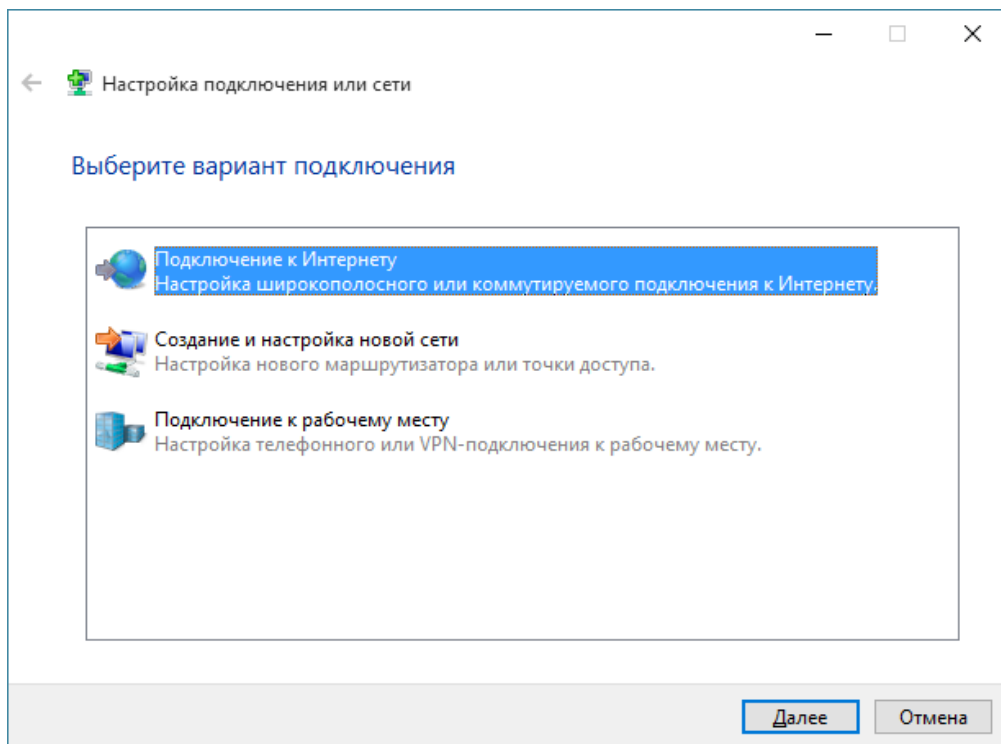 Настройка подключения или сети
Выберите вариант подключения
Подключение к Интернету
Настройка широкополосного или коммутируемого подключения к Интернету.
Создание и настройка новой сети
Настройка нового маршрутизатора или точки доступа.
Подключение к рабочему месту
Настройка телефонного или VPN-подключения к рабочему месту.
Далее
Отмена